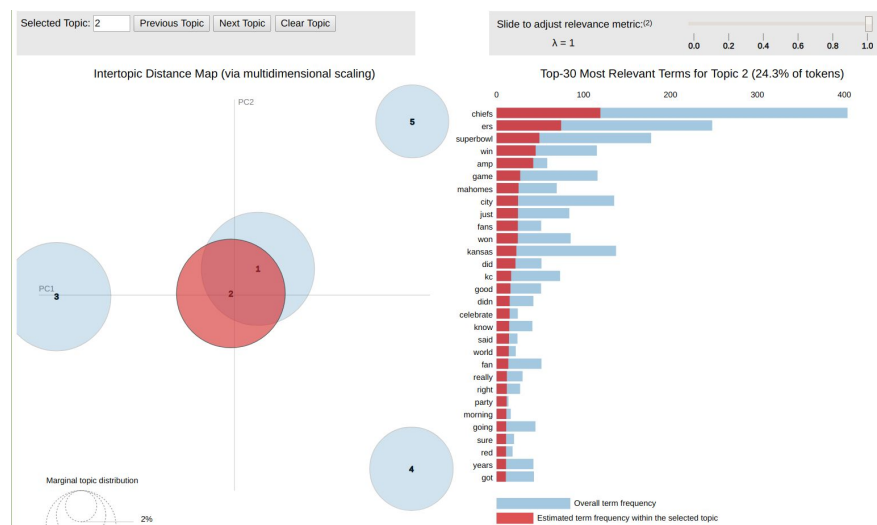 Selected Topic: 2 Previous Topic Next Topic Clear Topic
Slide to adjust relevance metric:(2)
λ = 1
0.0 0.2 0.4 0.6 0.8 1.0
Intertopic Distance Map (via multidimensional scaling)
PC2
5
1
2
PC1
3
4
Marginal topic distribution
2%
Top-30 Most Relevant Terms for Topic 2 (24.3% of tokens)
0 100 200 300 400
chiefs
ers
superbowl
win
amp
game
mahomes
city
just
fans
won
kansas
did
kc
good
didn
celebrate
know
said
world
fan
really
right
party
morning
going
sure
red
years
got
Overall term frequency
Estimated term frequency within the selected topic